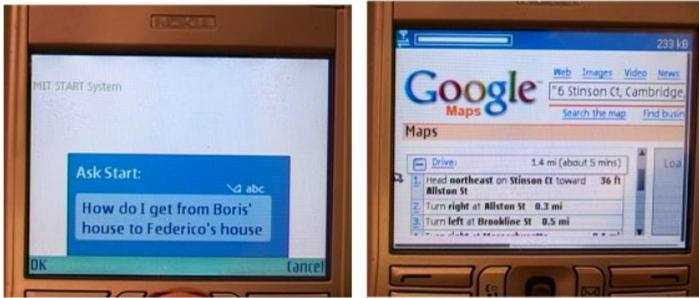 NOKIA
MIT START System
Ask Start:
abc
How do I get from Boris'
house to Federico's house
OK
Cancel
233 kB
Web Images Video News
Google
Maps
"6 Stinson Ct, Cambridge,
Search the map Find busin
Maps
Drive: 1.4 mi (about 5 mins)
Loa
1. Head northeast on Stinson Ct toward 36 ft
Allston St
2. Turn right at Allston St 0.3 mi
3. Turn left at Brookline St 0.5 mi